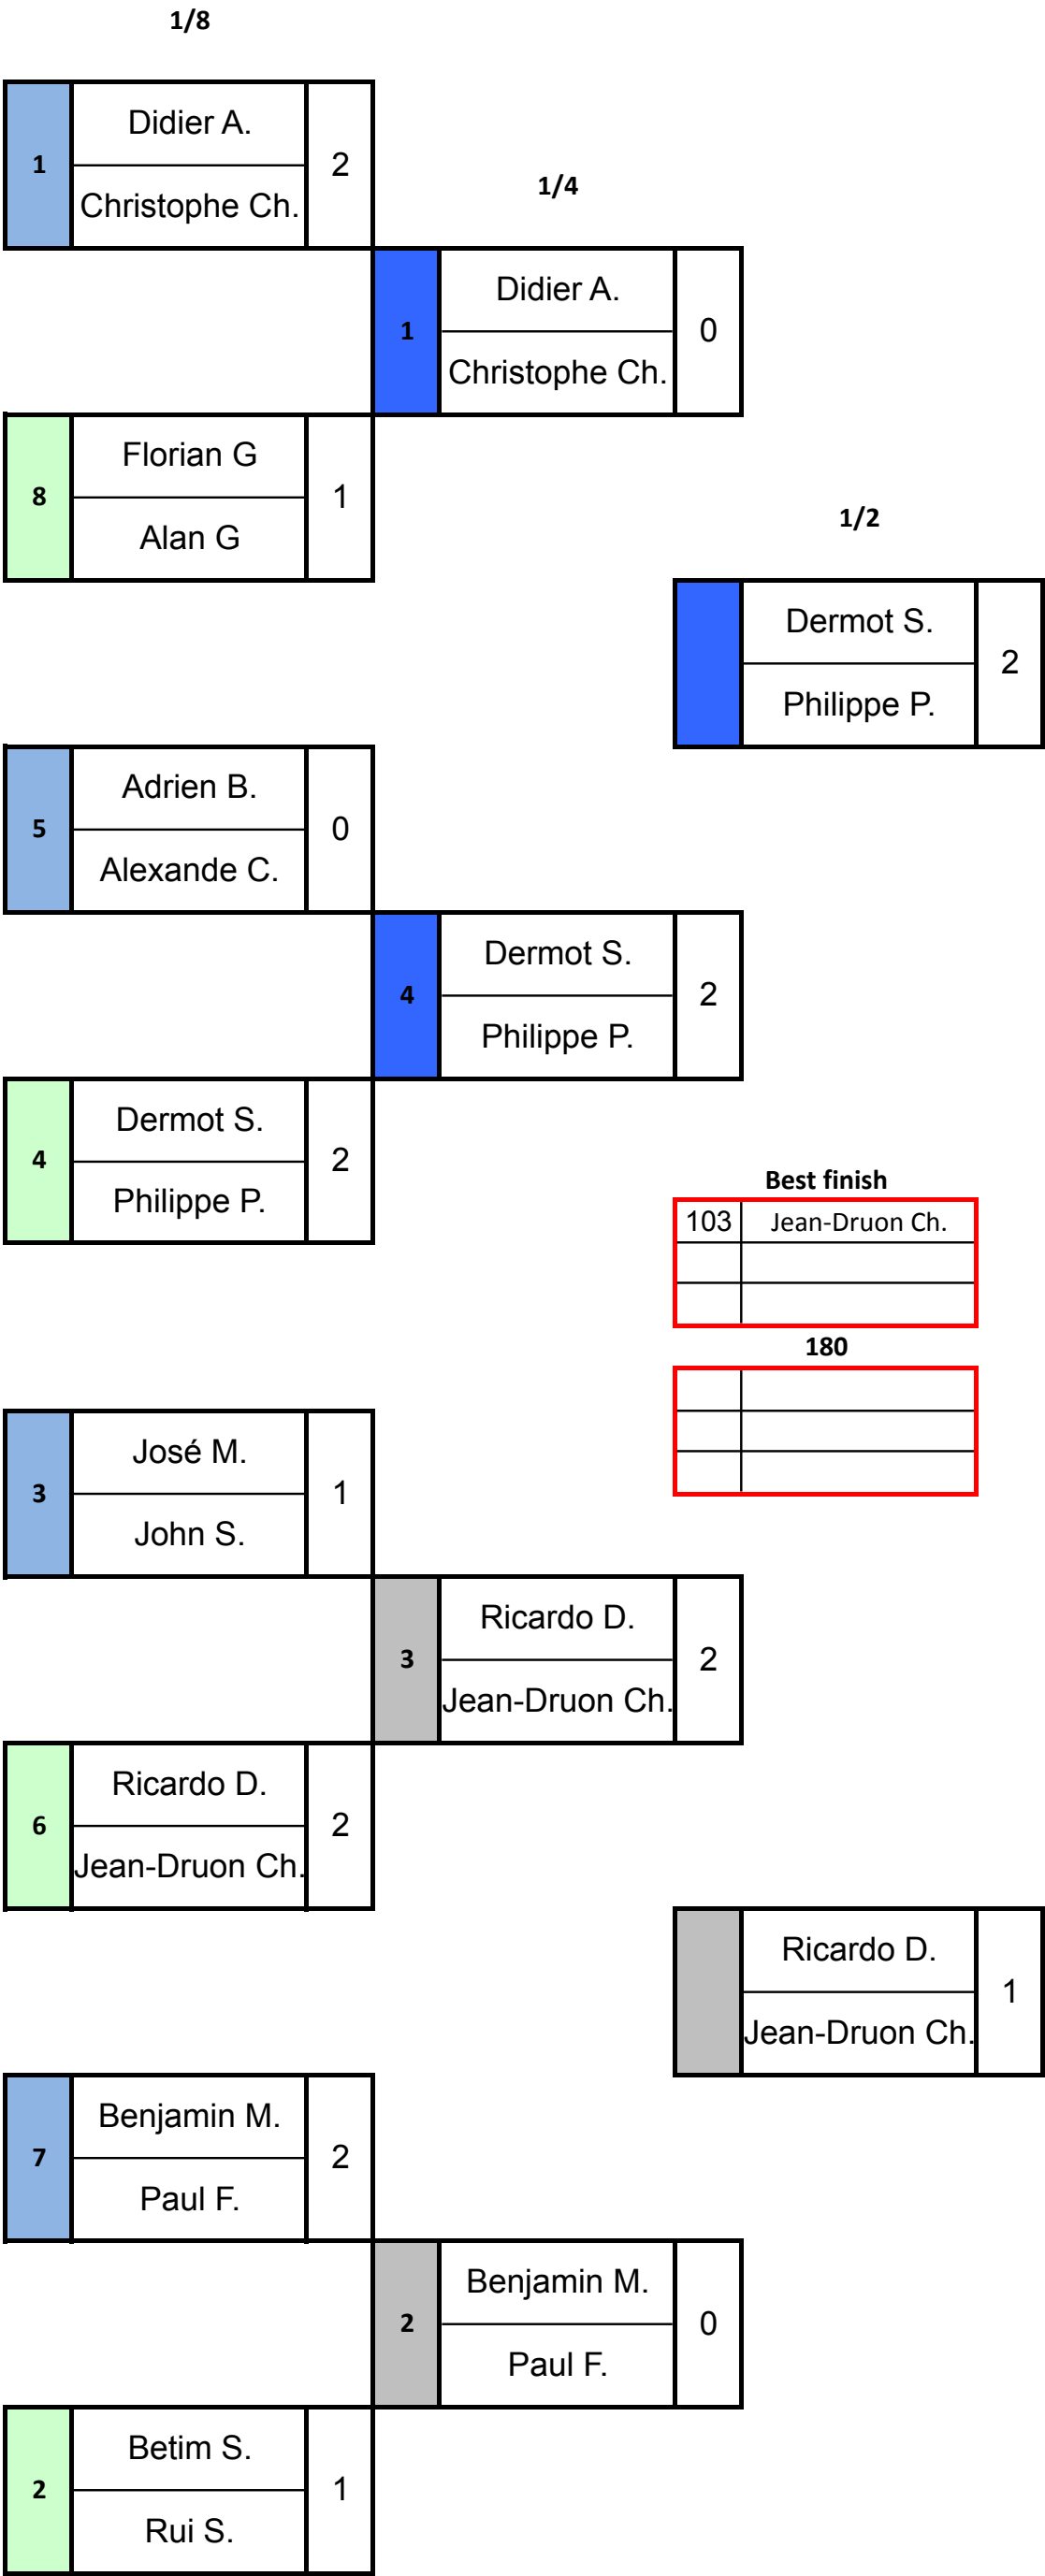 1/8
1
Didier A.
2
Christophe Ch.
1/4
1
Didier A.
0
Christophe Ch.
8
Florian G
1
Alan G
1/2
Dermot S.
2
Philippe P.
5
Adrien B.
0
Alexande C.
4
Dermot S.
2
Philippe P.
4
Dermot S.
2
Philippe P.
Best finish
103 Jean-Druon Ch.
180
3
José M.
1
John S.
3
Ricardo D.
2
Jean-Druon Ch.
6
Ricardo D.
2
Jean-Druon Ch.
Ricardo D.
1
Jean-Druon Ch.
7
Benjamin M.
2
Paul F.
2
Benjamin M.
0
Paul F.
2
Betim S.
1
Rui S.